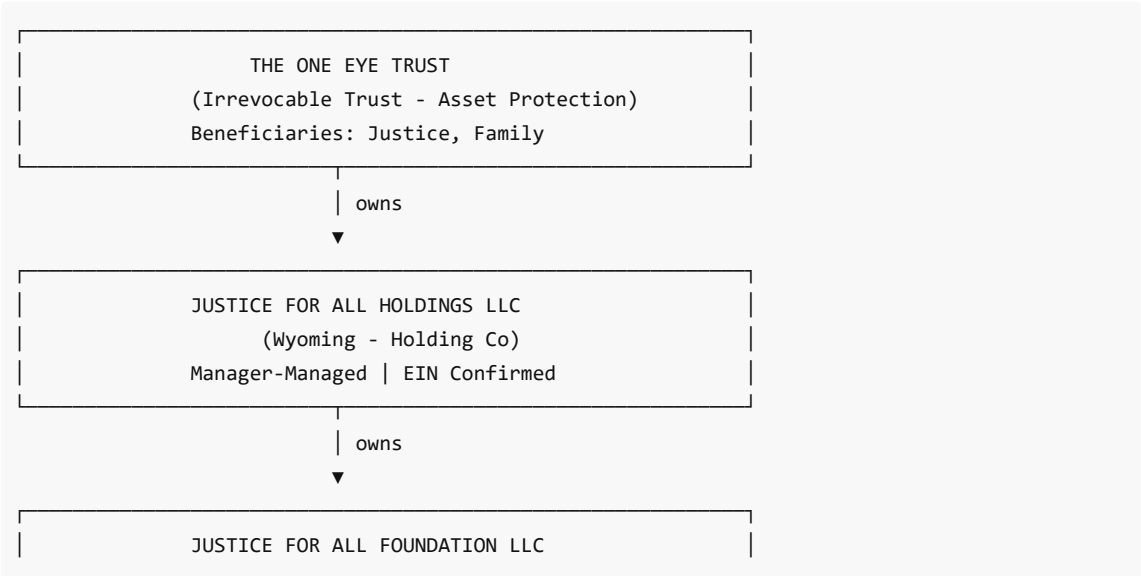 THE ONE EYE TRUST
(Irrevocable Trust - Asset Protection)
Beneficiaries: Justice, Family
owns
▼
JUSTICE FOR ALL HOLDINGS LLC
(Wyoming - Holding Co)
Manager-Managed | EIN Confirmed
owns
▼
JUSTICE FOR ALL FOUNDATION LLC